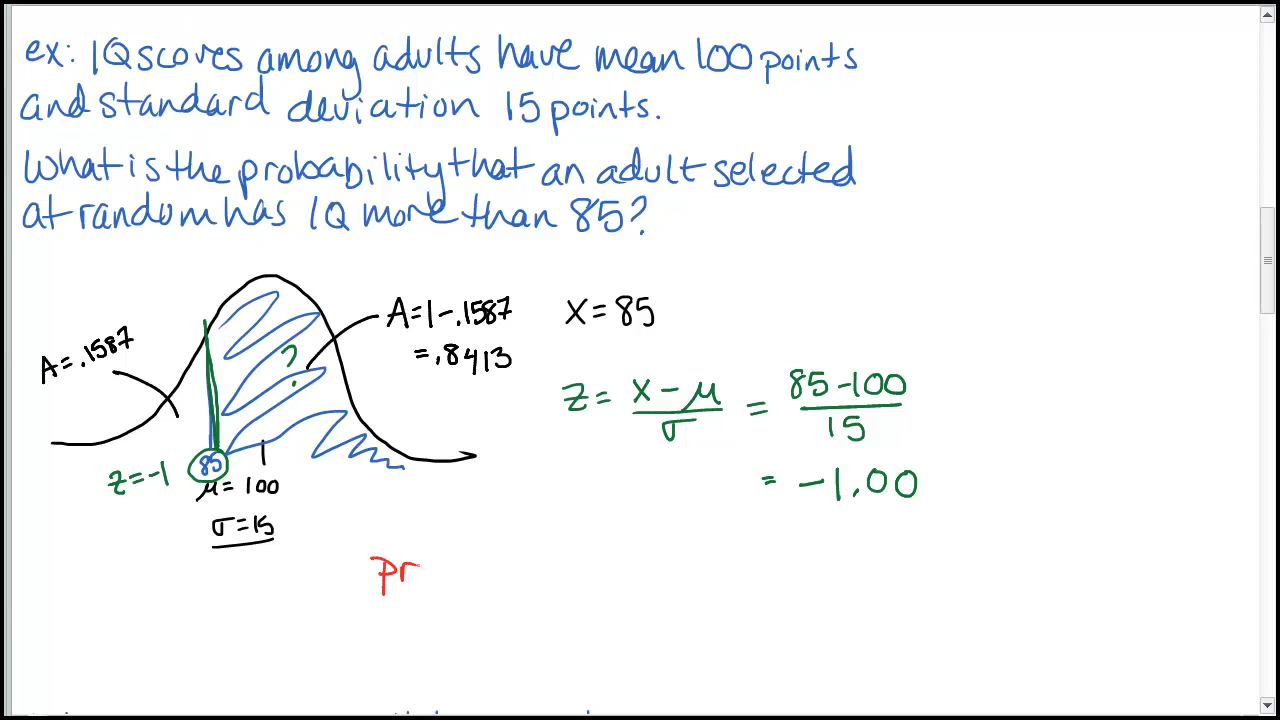 ex: IQ scores among adults have mean 100 points
and standard deviation 15 points.
What is the probability that an adult selected
at random has IQ more than 85?
A=.1587
A=1-.1587
=.8413
?
x=85
z= x-μ / σ = 85-100 / 15
= -1.00
z=-1
85
μ= 100
σ=15
pr